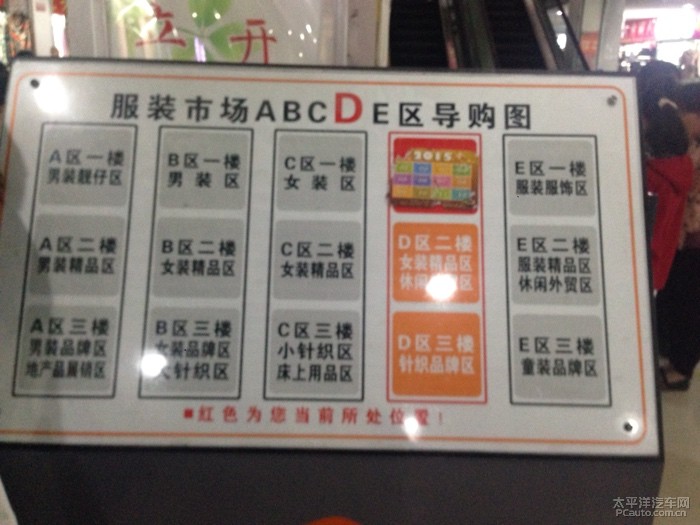 立开
服装市场ABCDE区导购图
A区一楼
男装靓仔区
B区一楼
男装区
C区一楼
女装区
2015
E区一楼
服装服饰区
A区二楼
男装精品区
B区二楼
女装精品区
C区二楼
女装精品区
D区二楼
女装精品区
休闲
区
E区二楼
服装精品区
休闲外贸区
A区三楼
男装品牌区
地产品展销区
B区三楼
女装品牌区
针织区
C区三楼
小针织区
床上用品区
D区三楼
针织品牌区
E区三楼
童装品牌区
■红色为您当前所处位置！
太平洋汽车网
PCauto.com.cn